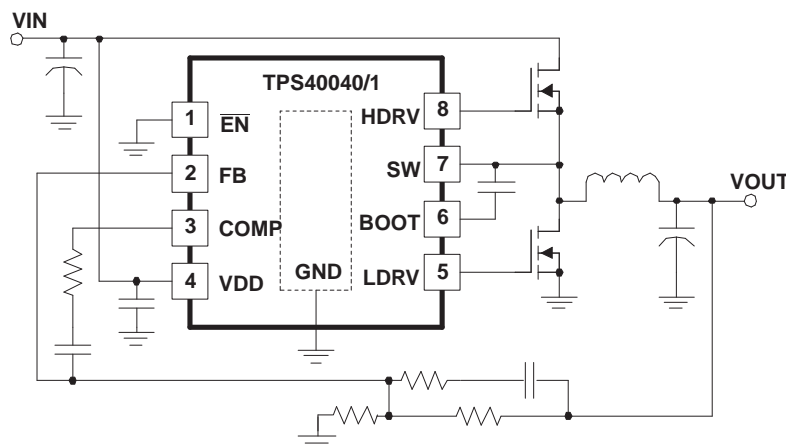 VIN
TPS40040/1
1 EN
2 FB
3 COMP
4 VDD
GND
HDRV 8
SW 7
BOOT 6
LDRV 5
VOUT